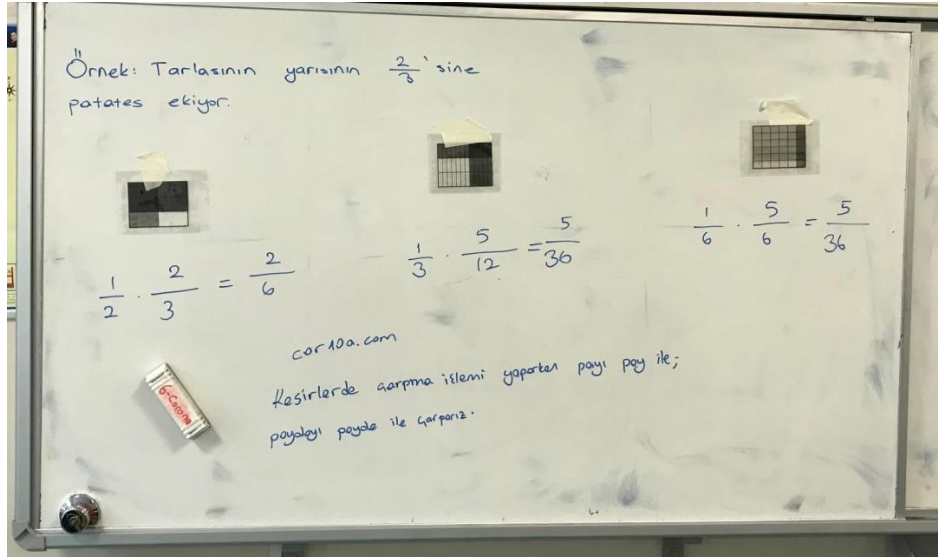 Örnek: Tarlasının yarısının 2/3'sine
patates ekiyor.
1/2 . 2/3 = 2/6
1/3 . 5/12 = 5/36
1/6 . 5/6 = 5/36
cor10a.com
Kesirlerde çarpma işlemi yaparken payı pay ile;
paydayı payda ile çarparız.
6-Corona